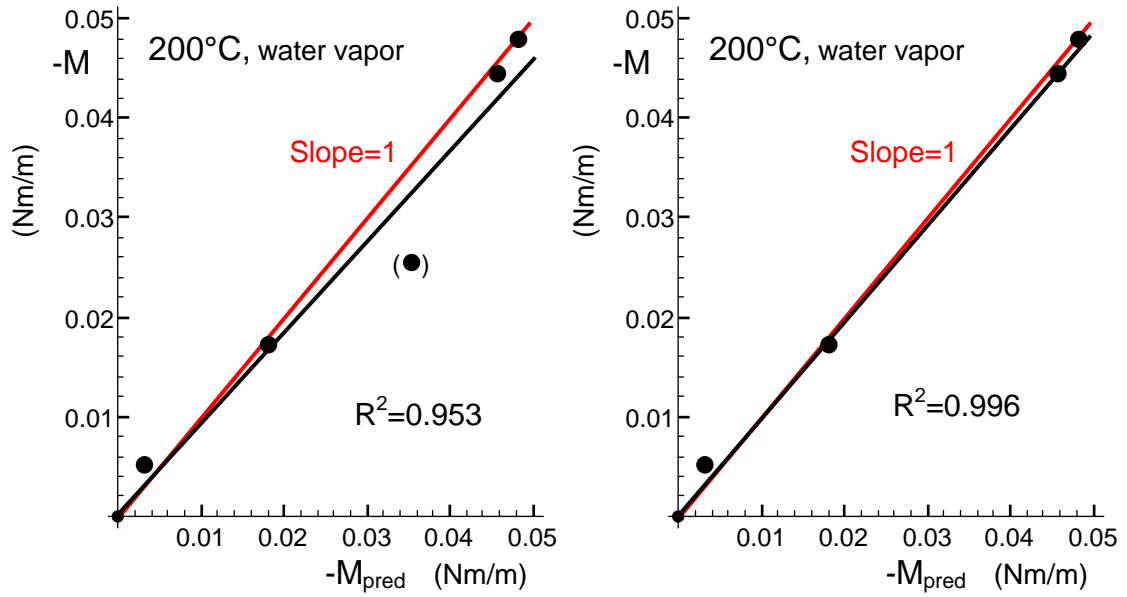 0.05
200°C, water vapor
-M
0.04
Slope=1
(Nm/m)
0.03
( )
0.02
R²=0.953
0.01
0.01 0.02 0.03 0.04 0.05
-Mpred (Nm/m)
0.05
200°C, water vapor
-M
0.04
Slope=1
(Nm/m)
0.03
0.02
R²=0.996
0.01
0.01 0.02 0.03 0.04 0.05
-Mpred (Nm/m)